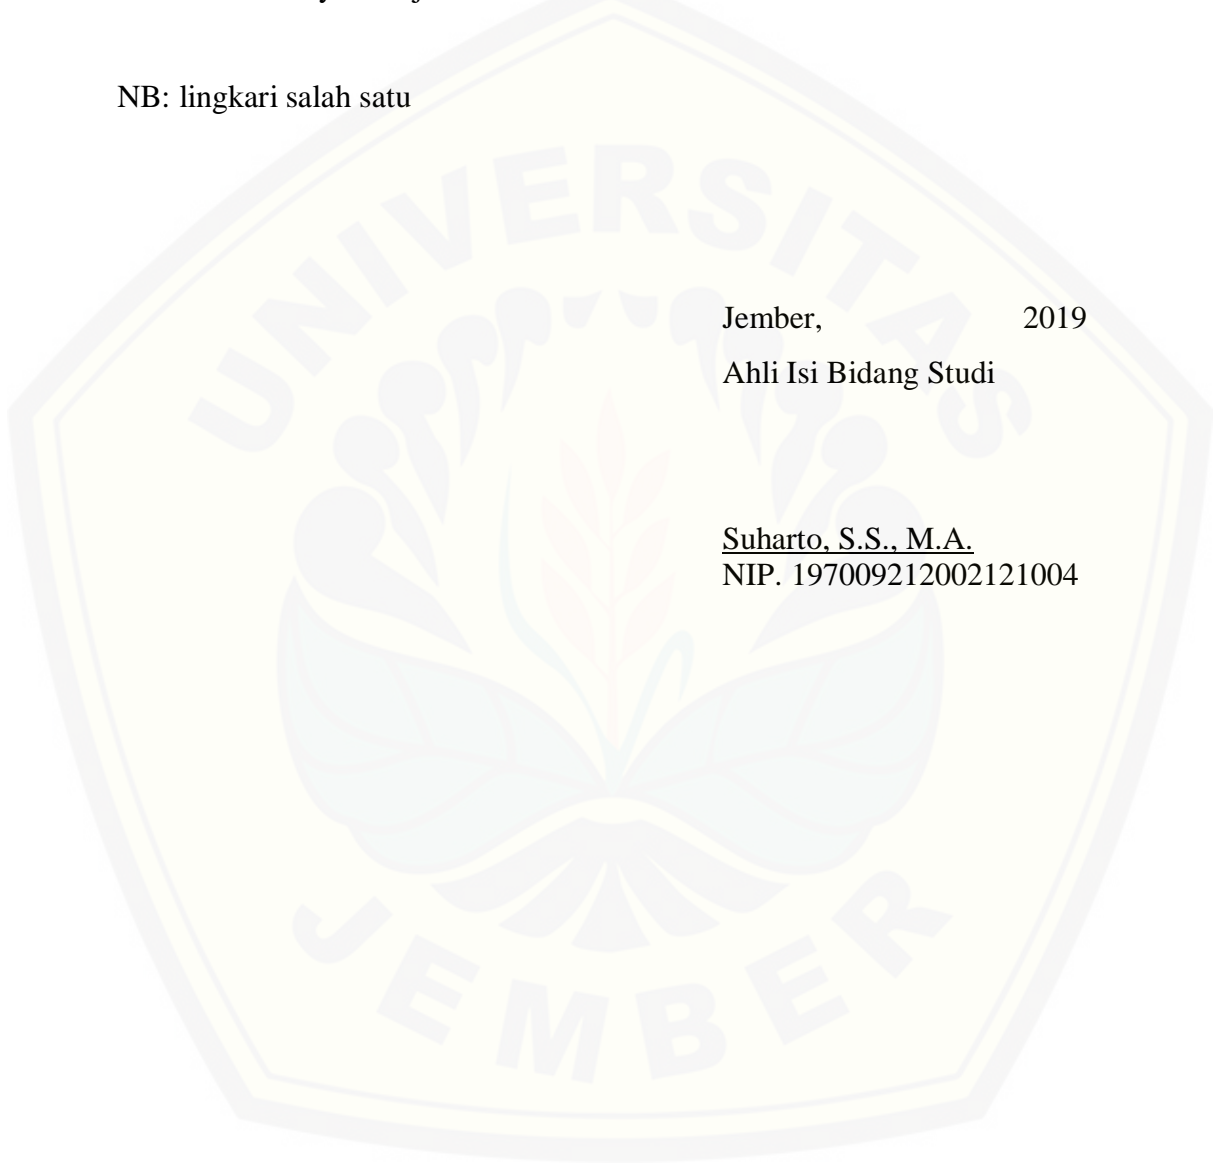 NB: lingkari salah satu
UNIVERSITAS
Jember, 2019
Ahli Isi Bidang Studi
Suharto, S.S., M.A.
NIP. 197009212002121004
JEMBER